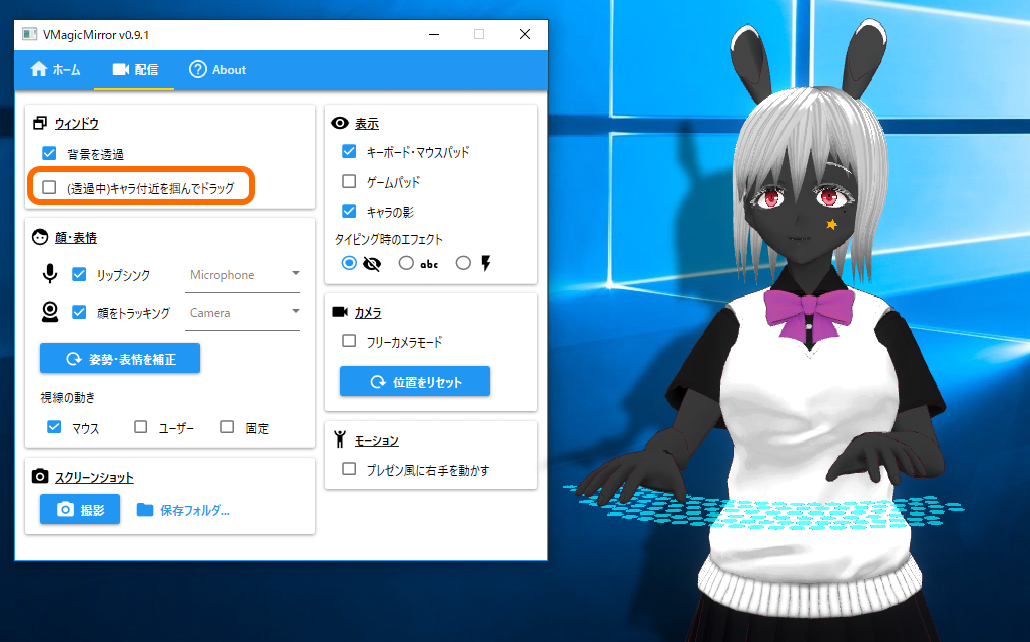 VMagicMirror v0.9.1
ホーム
配信
About
ウィンドウ
背景を透過
(透過中)キャラ付近を掴んでドラッグ
顔・表情
リップシンク
Microphone
顔をトラッキング
Camera
姿勢・表情を補正
視線の動き
マウス
ユーザー
固定
スクリーンショット
撮影
保存フォルダ...
表示
キーボード・マウスパッド
ゲームパッド
キャラの影
タイピング時のエフェクト
abc
カメラ
フリーカメラモード
位置をリセット
モーション
プレゼン風に右手を動かす